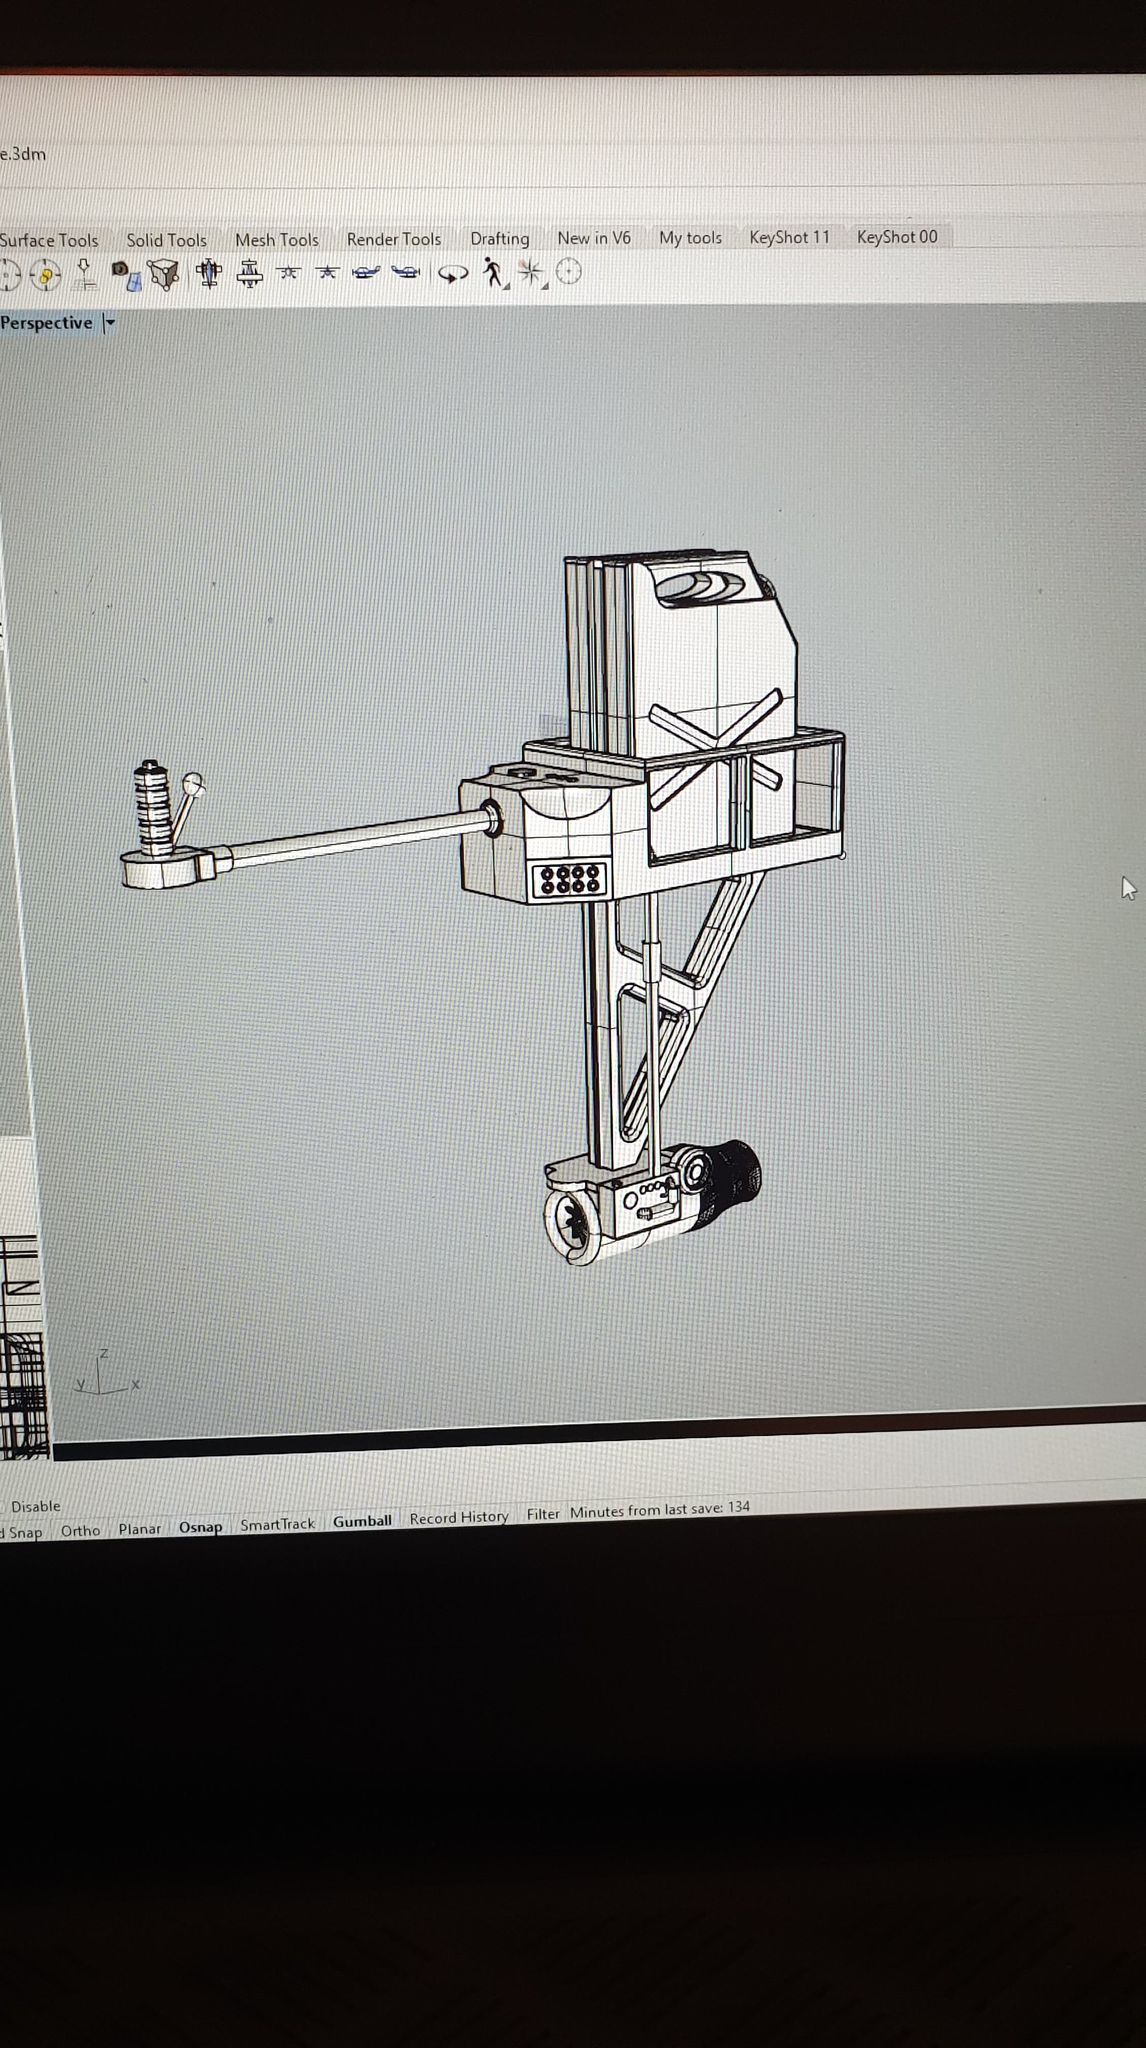 e.3dm
Surface Tools Solid Tools Mesh Tools Render Tools Drafting New in V6 My tools KeyShot 11 KeyShot 00
Perspective
z
y x
Disable
d Snap Ortho Planar Osnap SmartTrack Gumball Record History Filter Minutes from last save: 134